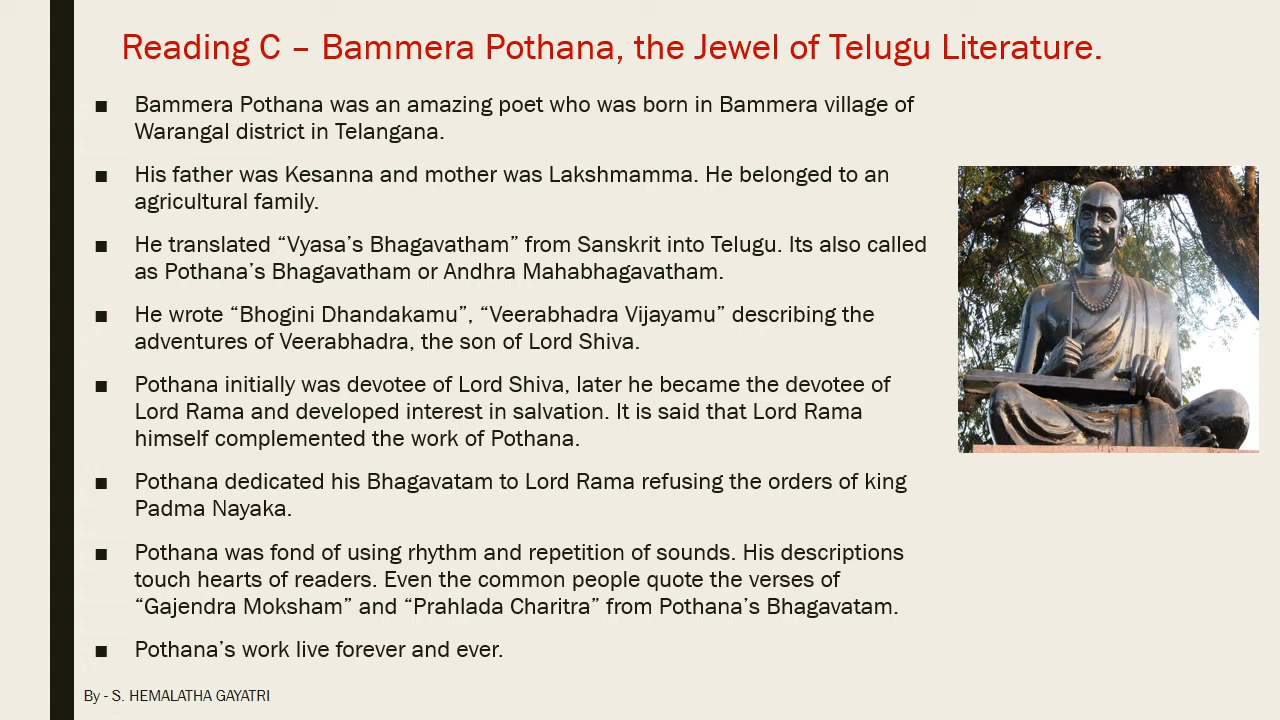 Reading C – Bammera Pothana, the Jewel of Telugu Literature.
■ Bammera Pothana was an amazing poet who was born in Bammera village of
Warangal district in Telangana.
■ His father was Kesanna and mother was Lakshmamma. He belonged to an
agricultural family.
■ He translated “Vyasa’s Bhagavatham” from Sanskrit into Telugu. Its also called
as Pothana’s Bhagavatham or Andhra Mahabhagavatham.
■ He wrote “Bhogini Dhandakamu”, “Veerabhadra Vijayamu” describing the
adventures of Veerabhadra, the son of Lord Shiva.
■ Pothana initially was devotee of Lord Shiva, later he became the devotee of
Lord Rama and developed interest in salvation. It is said that Lord Rama
himself complemented the work of Pothana.
■ Pothana dedicated his Bhagavatam to Lord Rama refusing the orders of king
Padma Nayaka.
■ Pothana was fond of using rhythm and repetition of sounds. His descriptions
touch hearts of readers. Even the common people quote the verses of
“Gajendra Moksham” and “Prahlada Charitra” from Pothana’s Bhagavatam.
■ Pothana’s work live forever and ever.
By - S. HEMALATHA GAYATRI